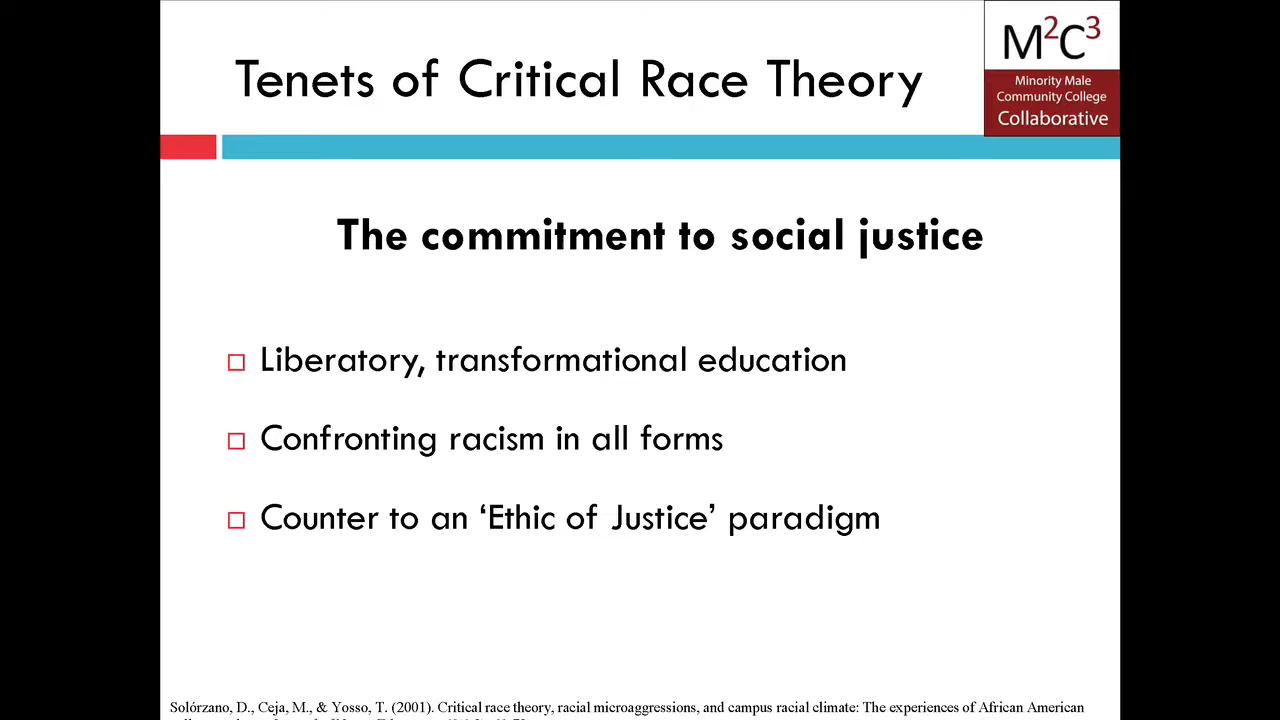 Tenets of Critical Race Theory
M²C³
Minority Male
Community College
Collaborative
The commitment to social justice
Liberatory, transformational education
Confronting racism in all forms
Counter to an ‘Ethic of Justice’ paradigm
Solórzano, D., Ceja, M., & Yosso, T. (2001). Critical race theory, racial microaggressions, and campus racial climate: The experiences of African American